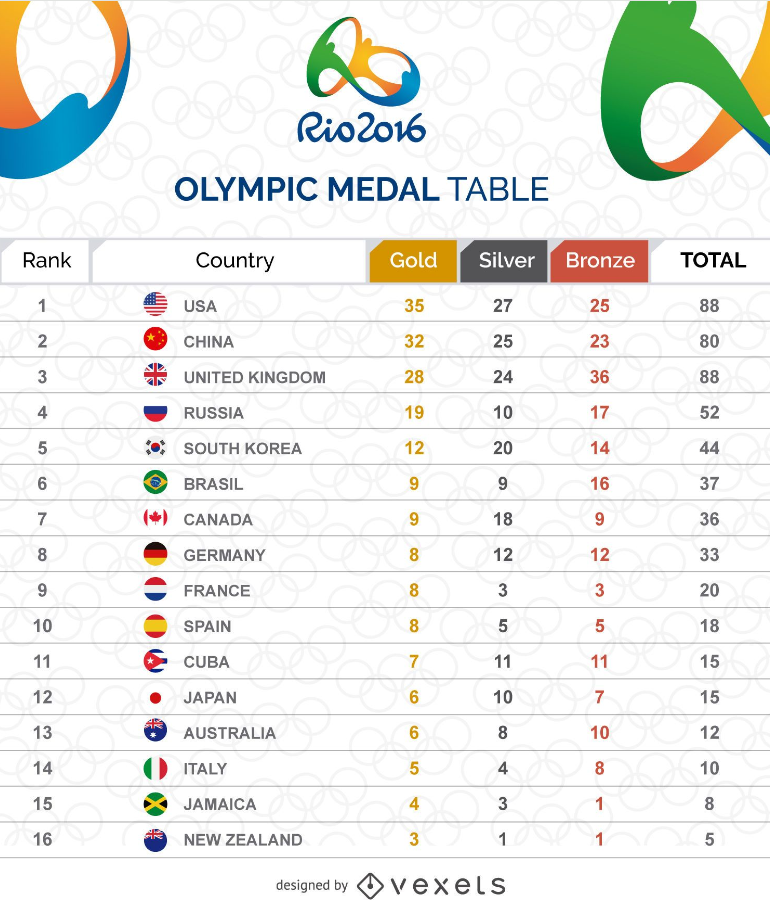 Rio2016
OLYMPIC MEDAL TABLE
Rank Country Gold Silver Bronze TOTAL
1 USA 35 27 25 88
2 CHINA 32 25 23 80
3 UNITED KINGDOM 28 24 36 88
4 RUSSIA 19 10 17 52
5 SOUTH KOREA 12 20 14 44
6 BRASIL 9 9 16 37
7 CANADA 9 18 9 36
8 GERMANY 8 12 12 33
9 FRANCE 8 3 3 20
10 SPAIN 8 5 5 18
11 CUBA 7 11 11 15
12 JAPAN 6 10 7 15
13 AUSTRALIA 6 8 10 12
14 ITALY 5 4 8 10
15 JAMAICA 4 3 1 8
16 NEW ZEALAND 3 1 1 5
designed by vexels